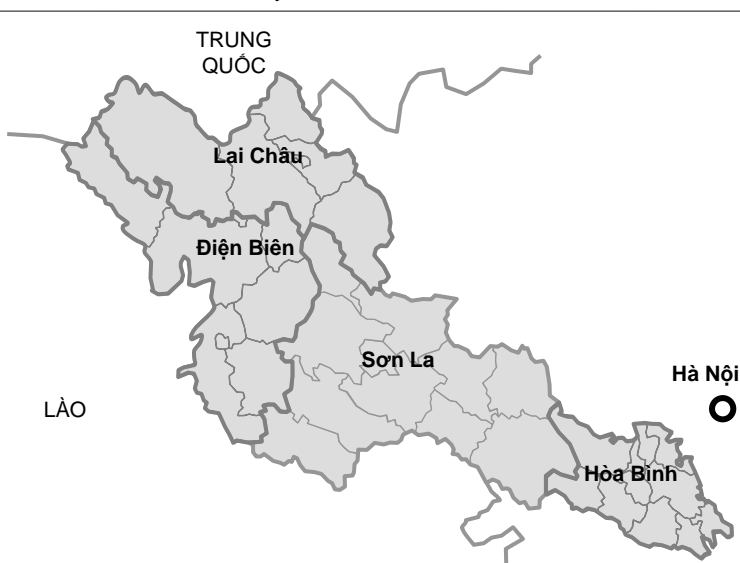 TRUNG
QUỐC
Lai Châu
Điện Biên
Sơn La
Hà Nội
LÀO
Hòa Bình